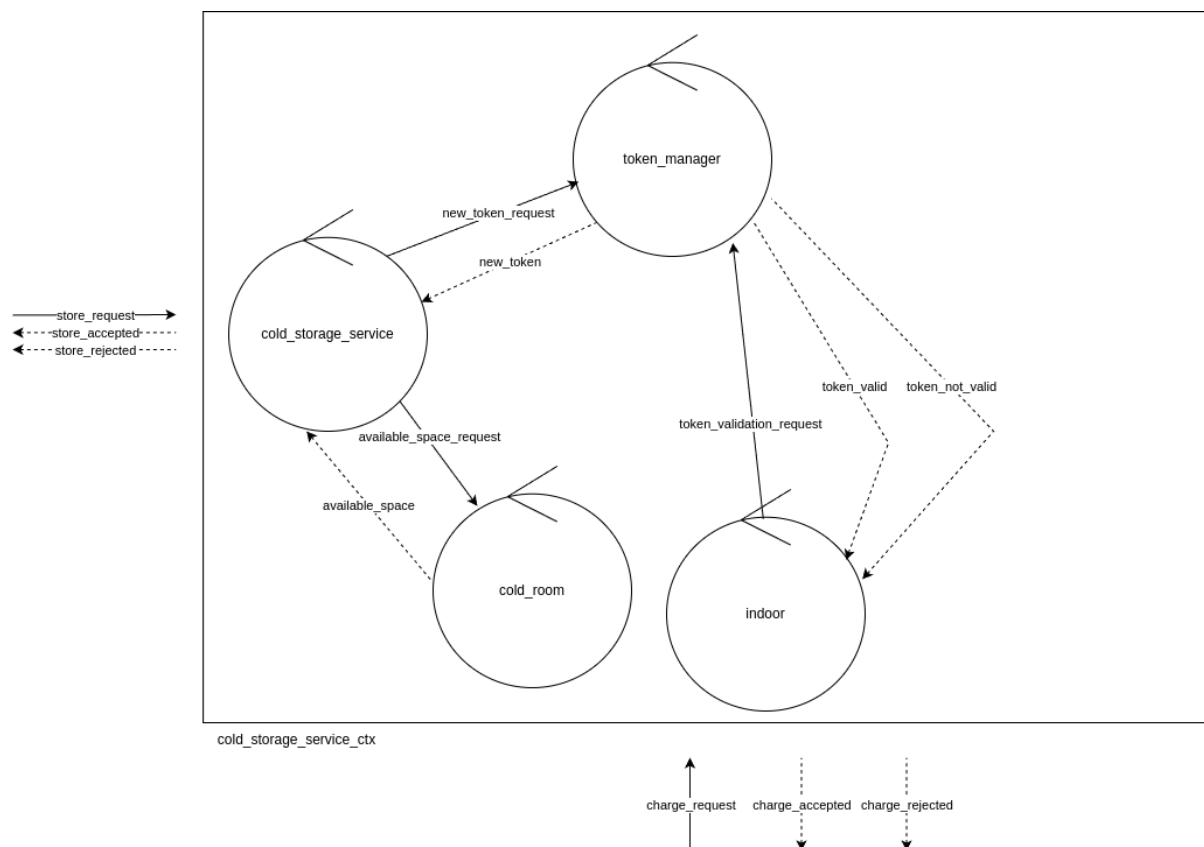 token_manager
new_token_request
new_token
store_request
store_accepted
store_rejected
cold_storage_service
token_valid
token_not_valid
token_validation_request
available_space_request
available_space
cold_room
indoor
cold_storage_service_ctx
charge_request
charge_accepted
charge_rejected